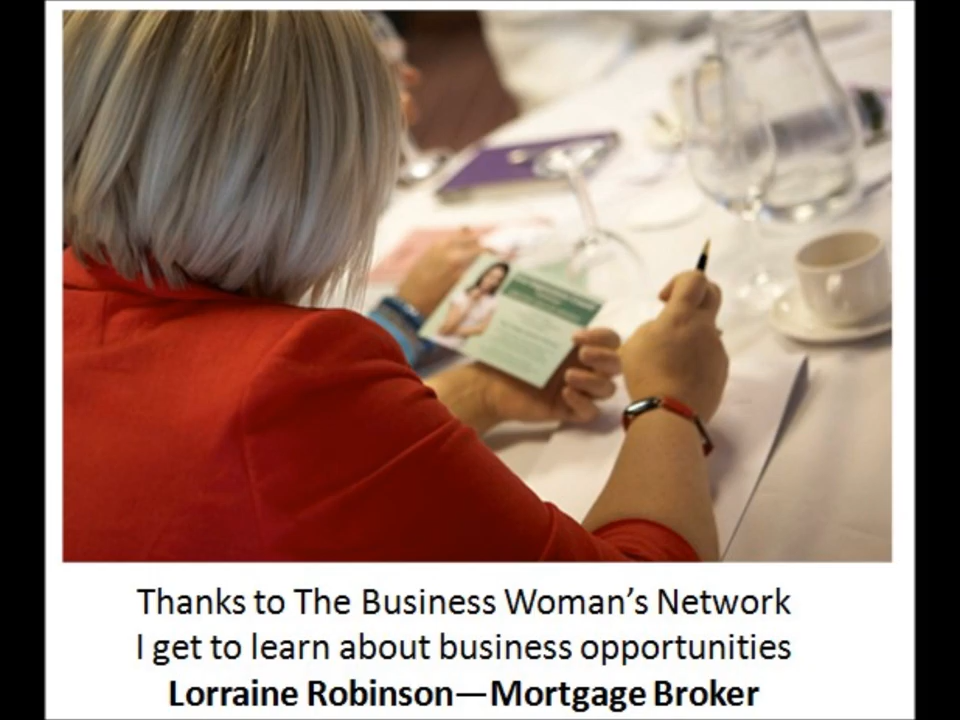 Thanks to The Business Woman’s Network
I get to learn about business opportunities
Lorraine Robinson—Mortgage Broker